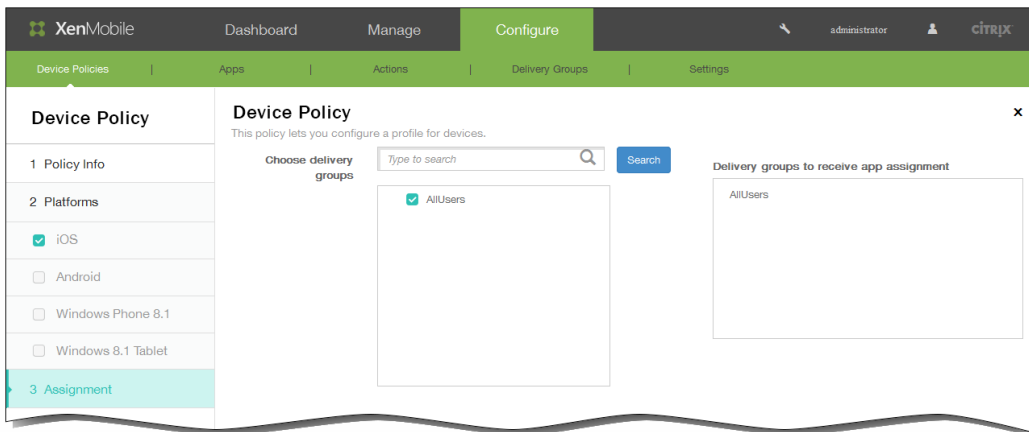 XenMobile Dashboard Manage Configure administrator CITRIX
Device Policies | Apps | Actions | Delivery Groups | Settings
Device Policy
1 Policy Info
2 Platforms
iOS
Android
Windows Phone 8.1
Windows 8.1 Tablet
3 Assignment
Device Policy
This policy lets you configure a profile for devices.
x
Choose delivery
groups
Type to search
Search
AllUsers
Delivery groups to receive app assignment
AllUsers